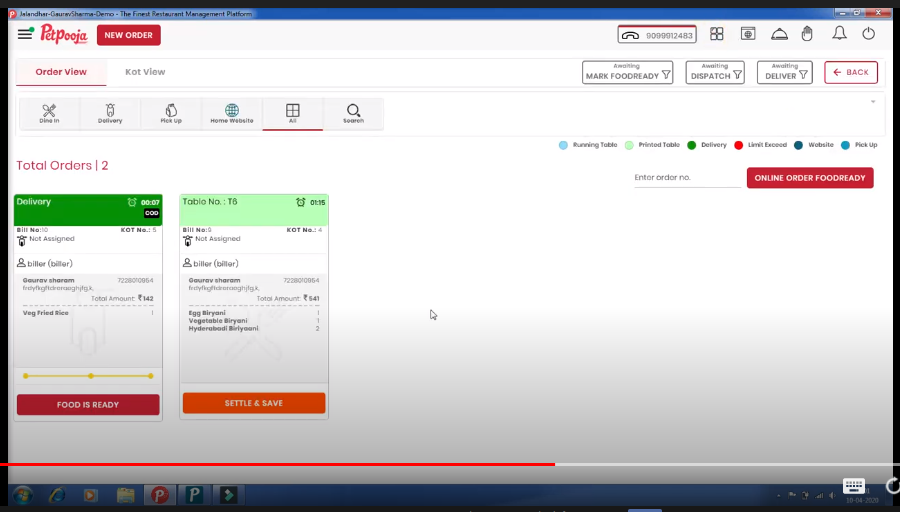 Jalandhar-GauravSharma-Demo - The Finest Restaurant Management Platform
Petpooja NEW ORDER 9099912483
Order View Kot View
Awaiting MARK FOODREADY Awaiting DISPATCH Awaiting DELIVER BACK
Dine In Delivery Pick Up Home Website All Search
Running Table Printed Table Delivery Limit Exceed Website Pick Up
Total Orders | 2
Enter order no. ONLINE ORDER FOODREADY
Delivery 00:07
COD
Bill No:10 KOT No.: 5
Not Assigned
biller (biller)
Gaurav sharam 7228010954
Total Amount: ₹142
Veg Fried Rice 1
FOOD IS READY
Table No. : T6 01:15
Bill No:9 KOT No.: 4
Not Assigned
biller (biller)
Gaurav sharam 7228010954
Total Amount: ₹541
Egg Biryani 1
Vegetable Biryani 1
Hyderabadi Biriyaani 2
SETTLE & SAVE
18-04-2020